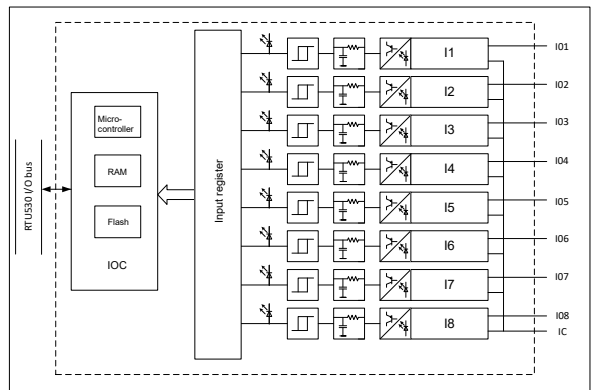 RTU530 I/O bus
Micro-
controller
RAM
Flash
IOC
Input register
I1
I2
I3
I4
I5
I6
I7
I8
I01
I02
I03
I04
I05
I06
I07
I08
IC